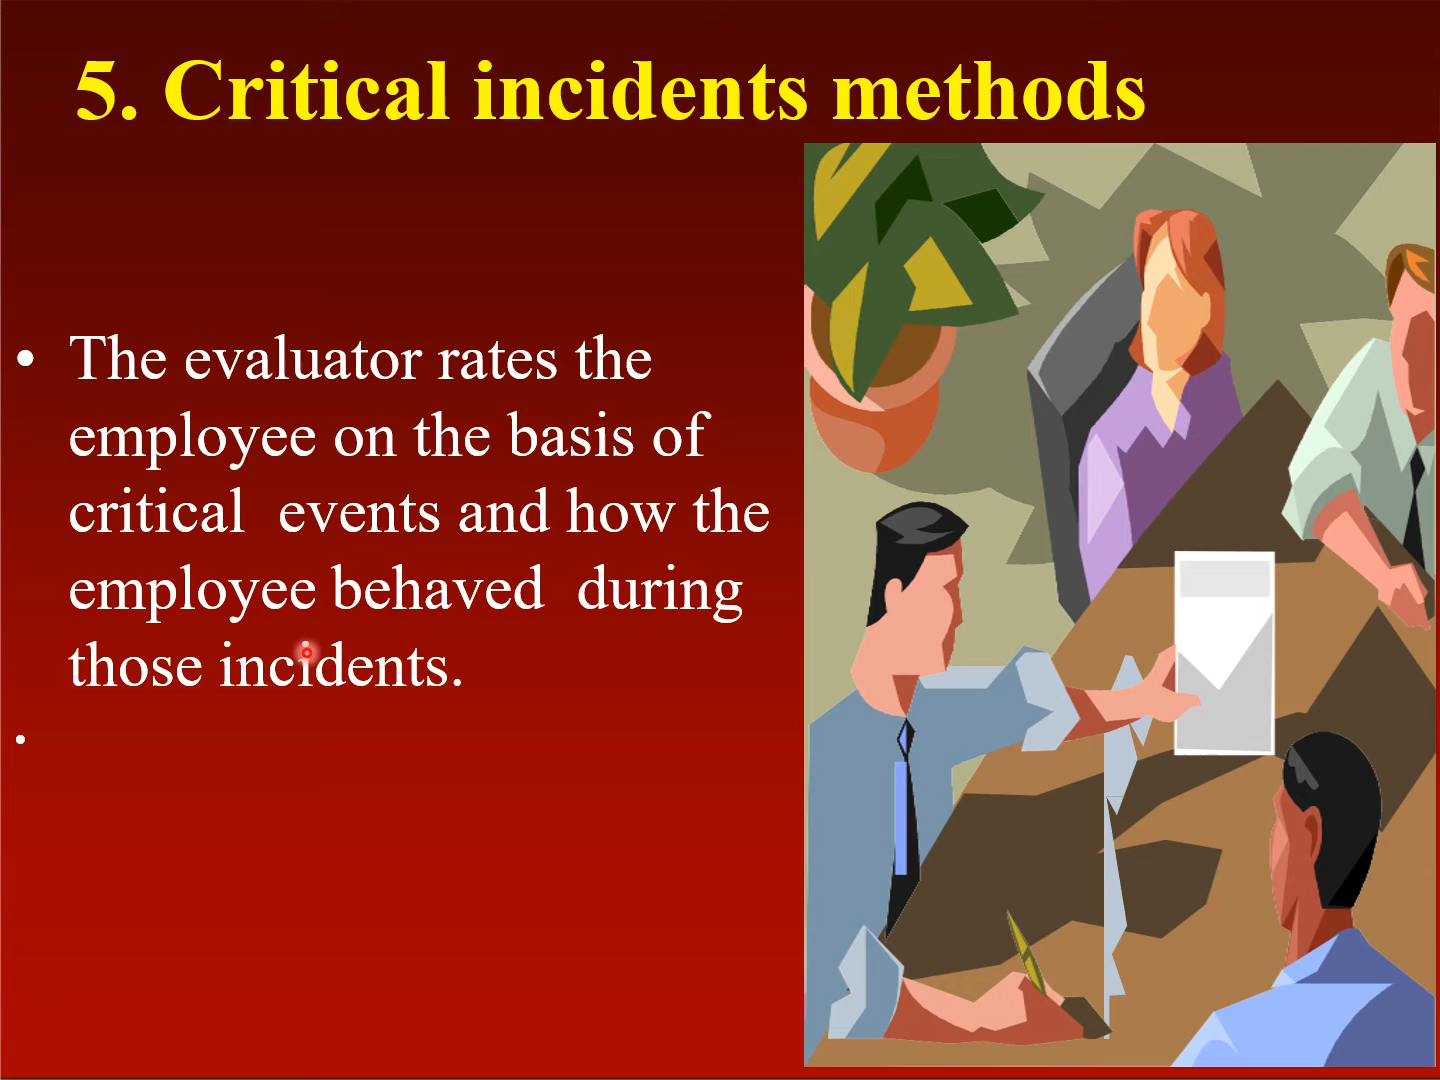 5. Critical incidents methods
• The evaluator rates the
employee on the basis of
critical  events and how the
employee behaved  during
those incidents.
•